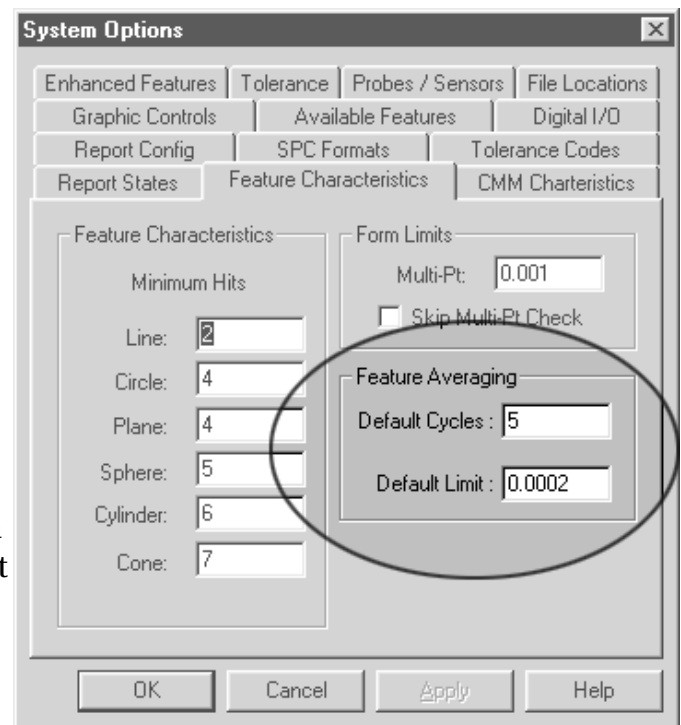 System Options
Enhanced Features Tolerance Probes / Sensors File Locations
Graphic Controls Available Features Digital I/O
Report Config SPC Formats Tolerance Codes
Report States Feature Characteristics CMM Charteristics
Feature Characteristics
Minimum Hits
Line: 2
Circle: 4
Plane: 4
Sphere: 5
Cylinder: 6
Cone: 7
Form Limits
Multi-Pt: 0.001
Skip Multi-Pt Check
Feature Averaging
Default Cycles : 5
Default Limit : 0.0002
t
OK Cancel Apply Help